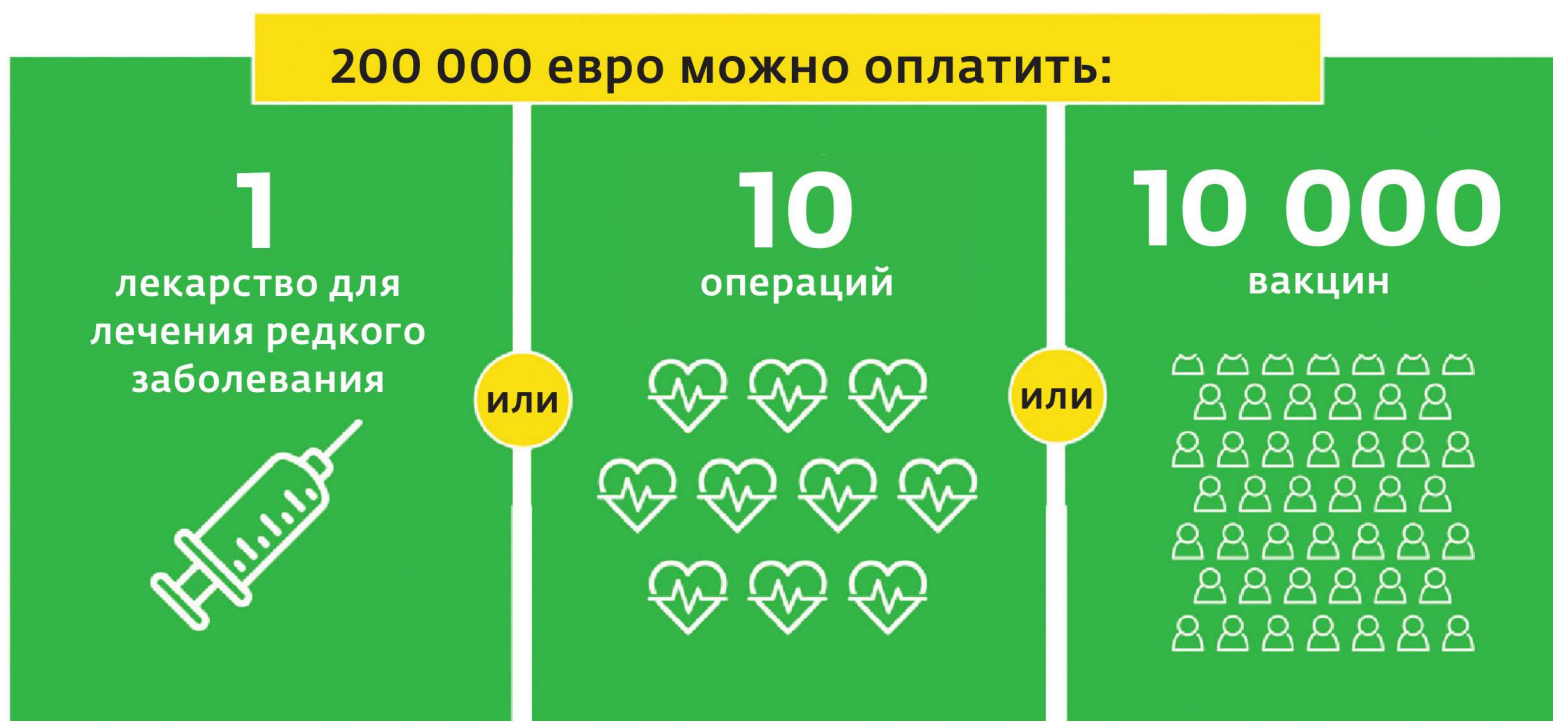 200 000 евро можно оплатить:
1
лекарство для
лечения редкого
заболевания
или
10
операций
или
10 000
вакцин